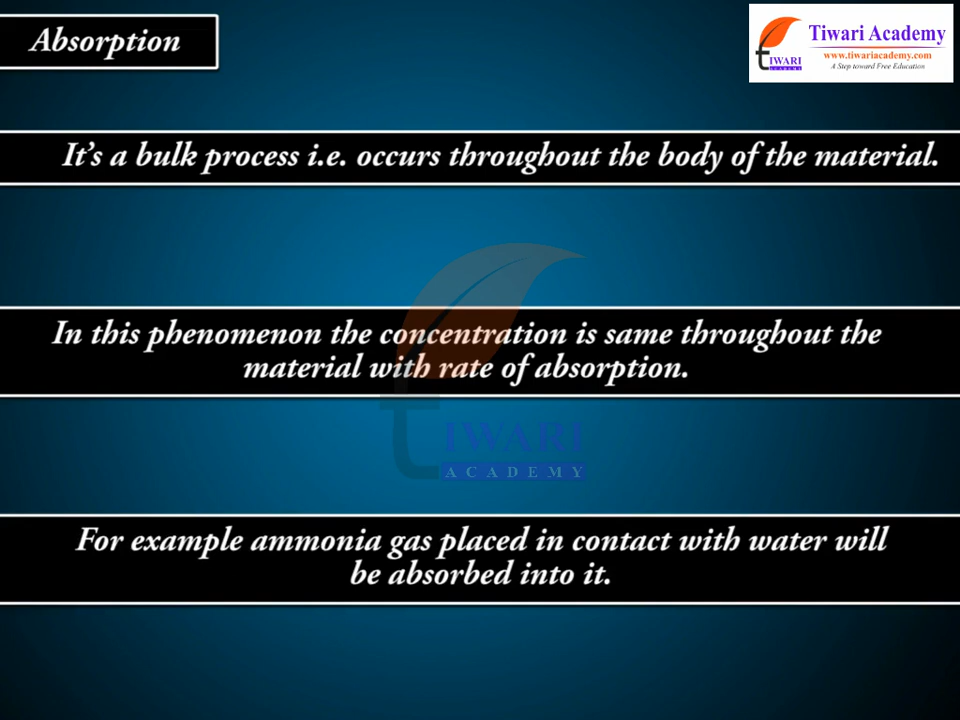 Absorption
Tiwari Academy
www.tiwariacademy.com
A Step toward Free Education
TIWARI
ACADEMY
It's a bulk process i.e. occurs throughout the body of the material.
In this phenomenon the concentration is same throughout the
material with rate of absorption.
TIWARI
ACADEMY
For example ammonia gas placed in contact with water will
be absorbed into it.